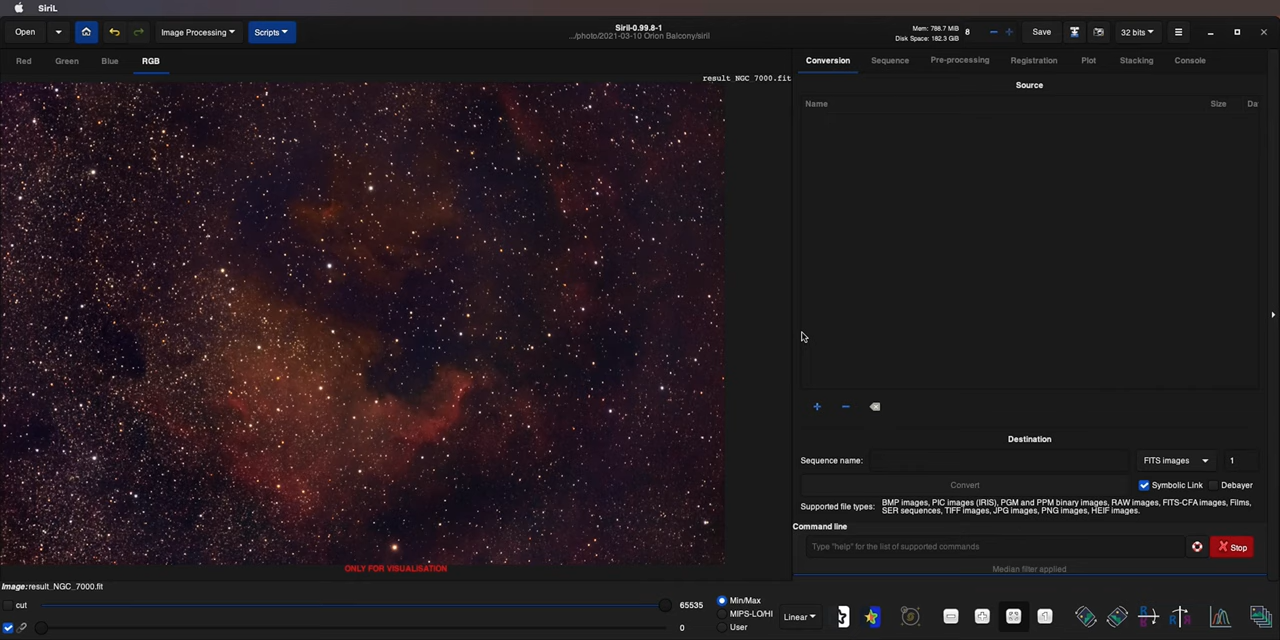 SiriL
Open
Image Processing
Scripts
Siril-0.99.8-1
.../photo/2021-03-10 Orion Balcony/siril
Mem: 788.7 MiB
Disk Space: 182.3 GiB
8
Save
32 bits
Red Green Blue RGB
Conversion Sequence Pre-processing Registration Plot Stacking Console
result_NGC_7000.fit
Source
Name Size Da
Destination
Sequence name:
FITS images
1
Convert
Symbolic Link
Debayer
Supported file types:
BMP images, PIC images (IRIS), PGM and PPM binary images, RAW images, FITS-CFA images, Films,
SER sequences, TIFF images, JPG images, PNG images, HEIF images.
Command line
Type "help" for the list of supported commands
Stop
Median filter applied
ONLY FOR VISUALISATION
Image:result_NGC_7000.fit
cut
65535
0
Min/Max
MIPS-LO/HI
User
Linear